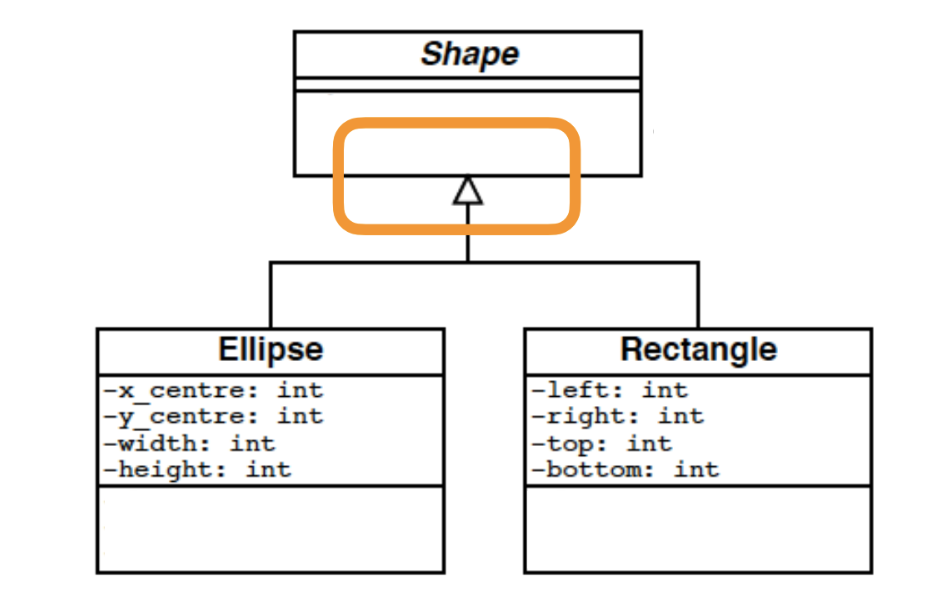 Shape
Ellipse
-x_centre: int
-y_centre: int
-width: int
-height: int
Rectangle
-left: int
-right: int
-top: int
-bottom: int